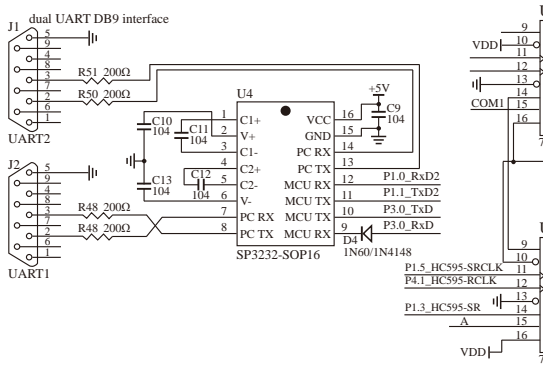 dual UART DB9 interface
J1
5
9
4
8
3
7
2
6
1
UART2
R51 200Ω
R50 200Ω
J2
5
9
4
8
3
7
2
6
1
UART1
R48 200Ω
R48 200Ω
C10
104
C11
104
C12
104
C13
104
U4
1 C1+
2 V+
3 C1-
4 C2+
5 C2-
6 V-
7 PC RX
8 PC TX
VCC 16
GND 15
PC RX 14
PC TX 13
MCU RX 12
MCU TX 11
MCU TX 10
MCU RX 9
SP3232-SOP16
+5V
C9
104
P1.0_RxD2
P1.1_TxD2
P3.0_TxD
P3.0_RxD
D4
1N60/1N4148
U
9
VDD 10
11
12
13
14
COM1 15
16
7
U
9
10
P1.5_HC595-SRCLK 11
P4.1_HC595-RCLK 12
13
P1.3_HC595-SR 14
A 15
16
VDD
7